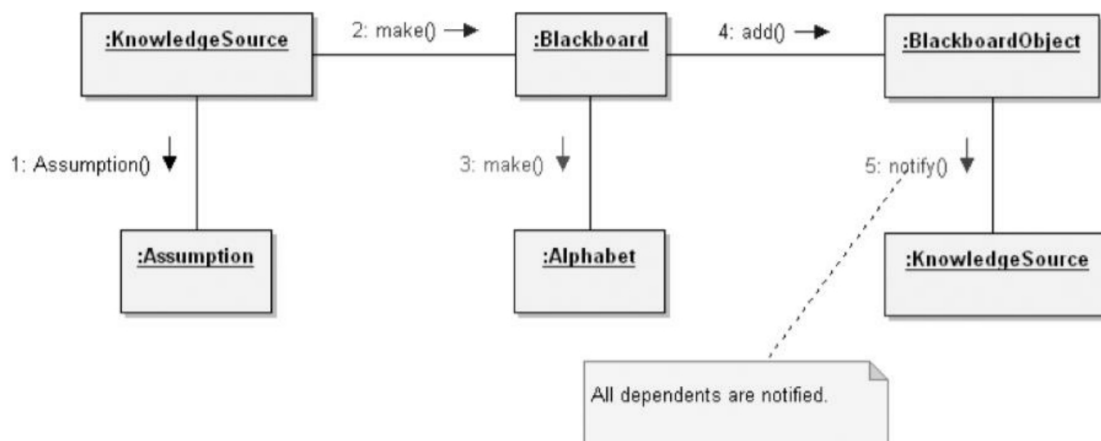 :KnowledgeSource
2: make()
:Blackboard
4: add()
:BlackboardObject
1: Assumption()
3: make()
5: notify()
:Assumption
:Alphabet
:KnowledgeSource
All dependents are notified.